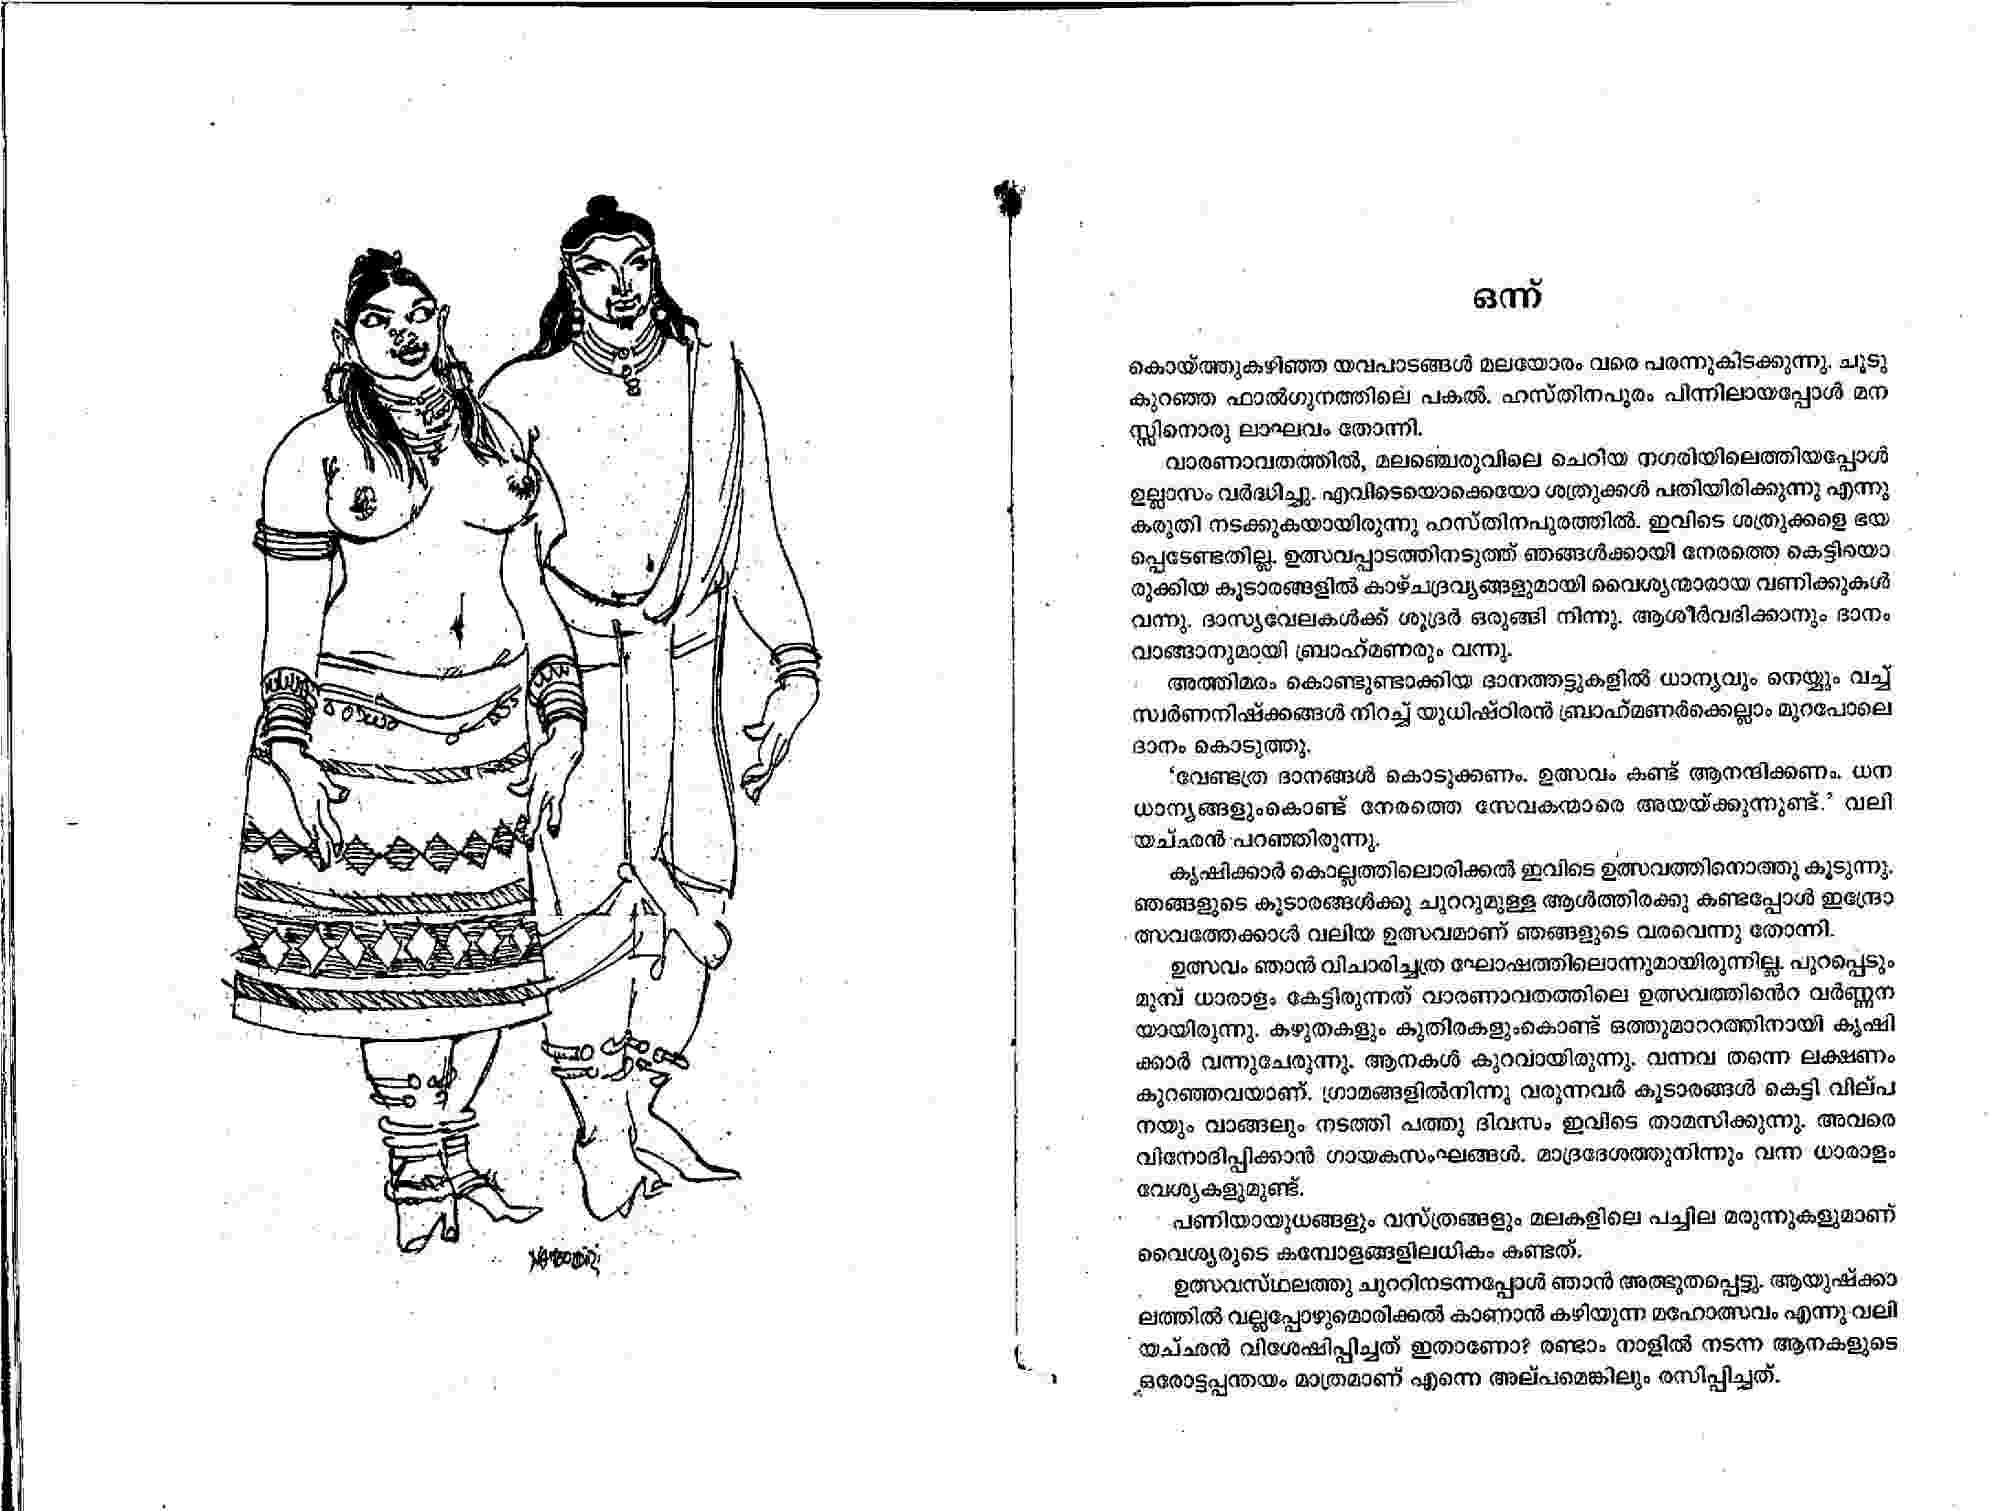 ഒന്ന്
കൊയ്ത്തുകഴിഞ്ഞ യവപാടങ്ങൾ മലയോരം വരെ പരന്നുകിടക്കുന്നു. ചൂടു
കുറഞ്ഞ ഫാൽഗുനത്തിലെ പകൽ. ഹസ്തിനപുരം പിന്നിലായപ്പോൾ മന
സ്സിനൊരു ലാഘവം തോന്നി.
വാരണാവതത്തിൽ, മലഞ്ചെരുവിലെ ചെറിയ നഗരിയിലെത്തിയപ്പോൾ
ഉല്ലാസം വർദ്ധിച്ചു. എവിടെയൊക്കെയോ ശത്രുക്കൾ പതിയിരിക്കുന്നു എന്നു
കരുതി നടക്കുകയായിരുന്നു ഹസ്തിനപുരത്തിൽ. ഇവിടെ ശത്രുക്കളെ ഭയ
പ്പെടേണ്ടതില്ല. ഉത്സവപ്പാടത്തിനടുത്ത് ഞങ്ങൾക്കായി നേരത്തെ കെട്ടിയൊ
രുക്കിയ കൂടാരങ്ങളിൽ കാഴ്ചദ്രവ്യങ്ങളുമായി വൈശ്യന്മാരായ വണിക്കുകൾ
വന്നു. ദാസ്യവേലകൾക്ക് ശൂദ്രർ ഒരുങ്ങി നിന്നു. ആശീർവദിക്കാനും ദാനം
വാങ്ങാനുമായി ബ്രാഹ്മണരും വന്നു.
അത്തിമരം കൊണ്ടുണ്ടാക്കിയ ദാനത്തട്ടുകളിൽ ധാന്യവും നെയ്യും വച്ച്
സ്വർണനിഷ്ക്കങ്ങൾ നിറച്ച് യുധിഷ്ഠിരൻ ബ്രാഹ്മണർക്കെല്ലാം മുറപോലെ
ദാനം കൊടുത്തു.
‘വേണ്ടത്ര ദാനങ്ങൾ കൊടുക്കണം. ഉത്സവം കണ്ട് ആനന്ദിക്കണം. ധന
ധാന്യങ്ങളുംകൊണ്ട് നേരത്തെ സേവകന്മാരെ അയയ്ക്കുന്നുണ്ട്.’ വലി
യച്ഛൻ പറഞ്ഞിരുന്നു.
കൃഷിക്കാർ കൊല്ലത്തിലൊരിക്കൽ ഇവിടെ ഉത്സവത്തിനൊത്തു കൂടുന്നു.
ഞങ്ങളുടെ കൂടാരങ്ങൾക്കു ചുററുമുള്ള ആൾത്തിരക്കു കണ്ടപ്പോൾ ഇന്ദ്രോ
ത്സവത്തേക്കാൾ വലിയ ഉത്സവമാണ് ഞങ്ങളുടെ വരവെന്നു തോന്നി.
ഉത്സവം ഞാൻ വിചാരിച്ചത്ര ഘോഷത്തിലൊന്നുമായിരുന്നില്ല. പുറപ്പെടും
മുമ്പ് ധാരാളം കേട്ടിരുന്നത് വാരണാവതത്തിലെ ഉത്സവത്തിൻെറ വർണ്ണന
യായിരുന്നു. കഴുതകളും കുതിരകളുംകൊണ്ട് ഒത്തുമാററത്തിനായി കൃഷി
ക്കാർ വന്നുചേരുന്നു. ആനകൾ കുറവായിരുന്നു. വന്നവ തന്നെ ലക്ഷണം
കുറഞ്ഞവയാണ്. ഗ്രാമങ്ങളിൽനിന്നു വരുന്നവർ കൂടാരങ്ങൾ കെട്ടി വില്പ
നയും വാങ്ങലും നടത്തി പത്തു ദിവസം ഇവിടെ താമസിക്കുന്നു. അവരെ
വിനോദിപ്പിക്കാൻ ഗായകസംഘങ്ങൾ. മാദ്രദേശത്തുനിന്നും വന്ന ധാരാളം
വേശ്യകളുമുണ്ട്.
പണിയായുധങ്ങളും വസ്ത്രങ്ങളും മലകളിലെ പച്ചില മരുന്നുകളുമാണ്
വൈശ്യരുടെ കമ്പോളങ്ങളിലധികം കണ്ടത്.
ഉത്സവസ്ഥലത്തു ചുററിനടന്നപ്പോൾ ഞാൻ അത്ഭുതപ്പെട്ടു. ആയുഷ്ക്കാ
ലത്തിൽ വല്ലപ്പോഴുമൊരിക്കൽ കാണാൻ കഴിയുന്ന മഹോത്സവം എന്നു വലി
യച്ഛൻ വിശേഷിപ്പിച്ചത് ഇതാണോ? രണ്ടാം നാളിൽ നടന്ന ആനകളുടെ
ഒരോട്ടപ്പന്തയം മാത്രമാണ് എന്നെ അല്പമെങ്കിലും രസിപ്പിച്ചത്.